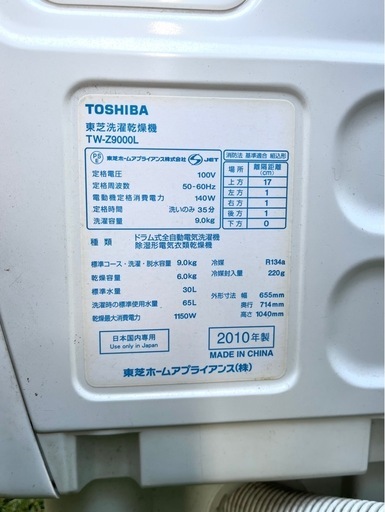 TOSHIBA
東芝洗濯乾燥機
TW-Z9000L
PS E 東芝ホームアプライアンス株式会社 JET
定格電圧 100V
定格周波数 50-60Hz
電動機定格消費電力 140W
定格時間 洗いのみ 35分
洗濯容量 9.0kg
消防法 基準適合 組込形
場所 離隔距離(cm)
上方 17
左方 1
右方 1
後方 1
下方 0
種類 ドラム式全自動電気洗濯機
除湿形電気衣類乾燥機
標準コース・洗濯・脱水容量 9.0kg
乾燥容量 6.0kg
標準水量 30L
洗濯時の標準使用水量 65L
乾燥最大消費電力 1150W
冷媒 R134a
冷媒封入量 220g
外形寸法 幅 655mm
奥行 714mm
高さ 1040mm
日本国内専用
Use only in Japan
2010年製
MADE IN CHINA
東芝ホームアプライアンス(株)